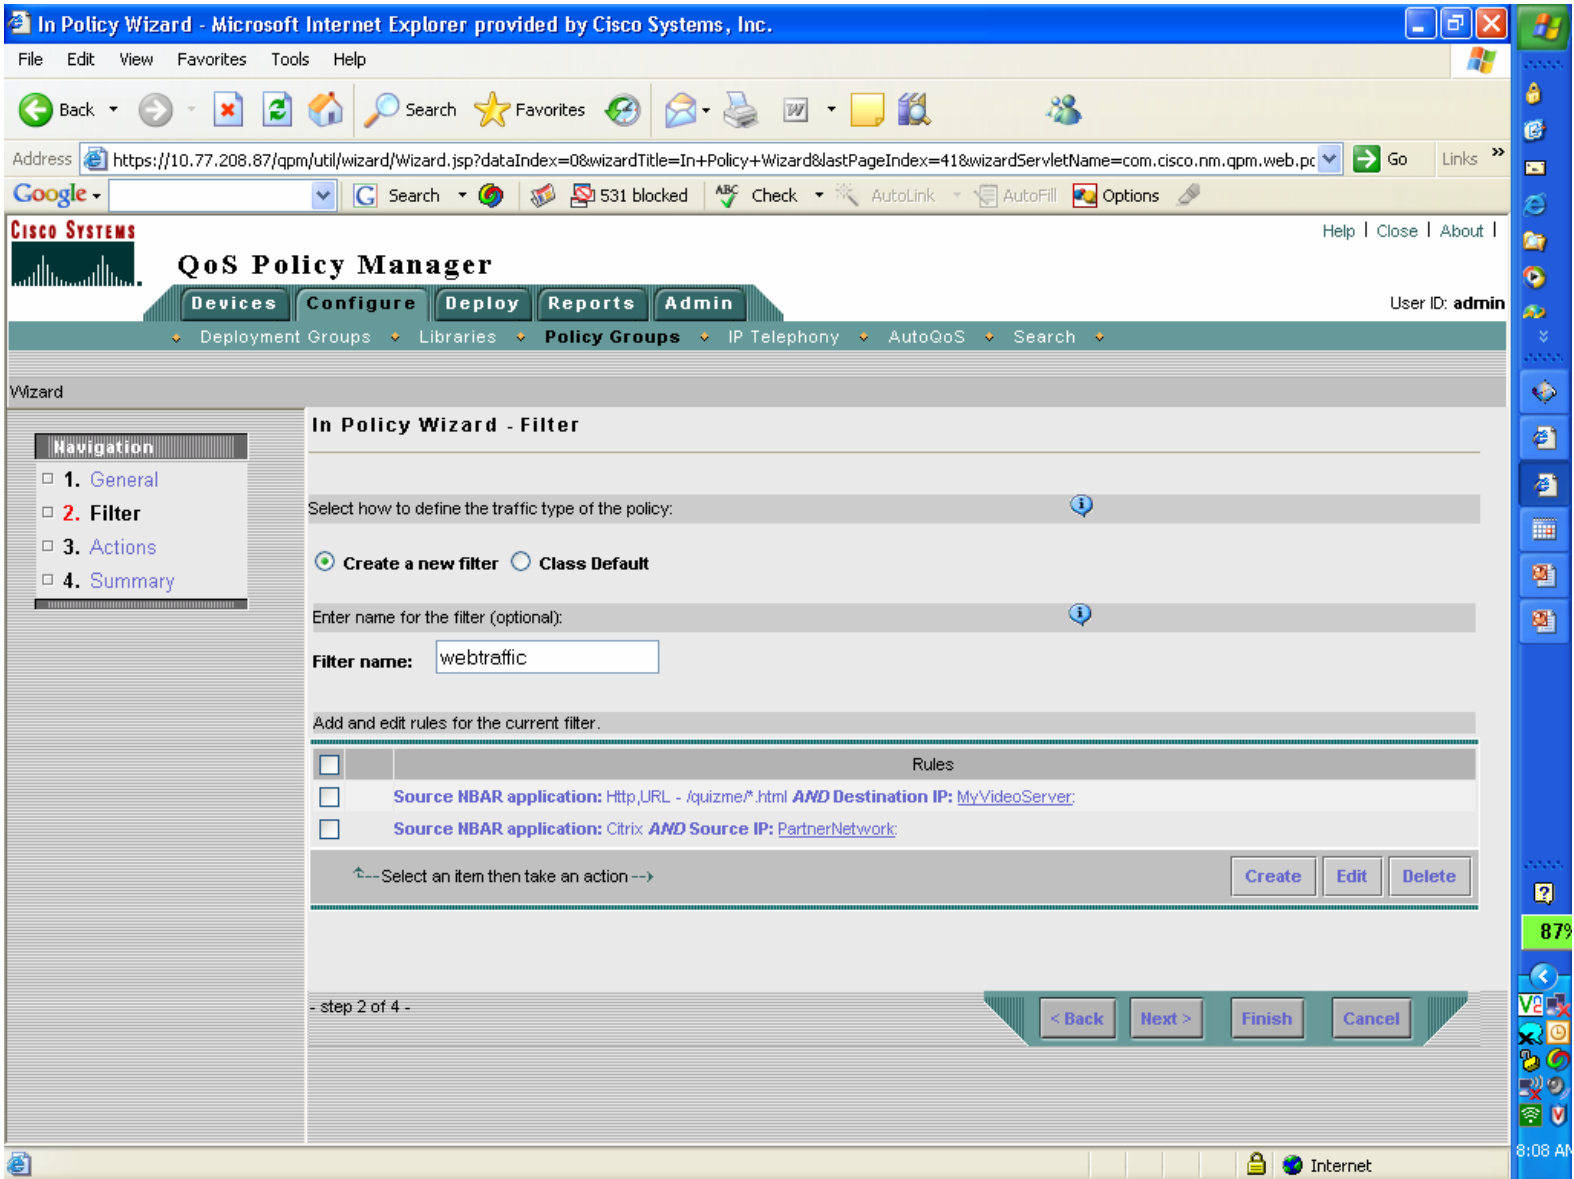 In Policy Wizard - Microsoft Internet Explorer provided by Cisco Systems, Inc.
File Edit View Favorites Tools Help
Back Search Favorites
Address https://10.77.208.87/qpm/util/wizard/Wizard.jsp?dataIndex=0&wizardTitle=In+Policy+Wizard&lastPageIndex=41&wizardServletName=com.cisco.nm.qpm.web.pc Go Links »
Google Search 531 blocked ABC Check AutoLink AutoFill Options
CISCO SYSTEMS
Help | Close | About |
QoS Policy Manager
Devices Configure Deploy Reports Admin
User ID: admin
Deployment Groups Libraries Policy Groups IP Telephony AutoQoS Search
Wizard
Navigation
1. General
2. Filter
3. Actions
4. Summary
In Policy Wizard - Filter
Select how to define the traffic type of the policy:
Create a new filter Class Default
Enter name for the filter (optional):
Filter name: webtraffic
Add and edit rules for the current filter.
Rules
Source NBAR application: Http,URL - /quizme/*.html AND Destination IP: MyVideoServer:
Source NBAR application: Citrix AND Source IP: PartnerNetwork:
Select an item then take an action -->
Create Edit Delete
- step 2 of 4 -
< Back Next > Finish Cancel
Internet
87%
8:08 AM